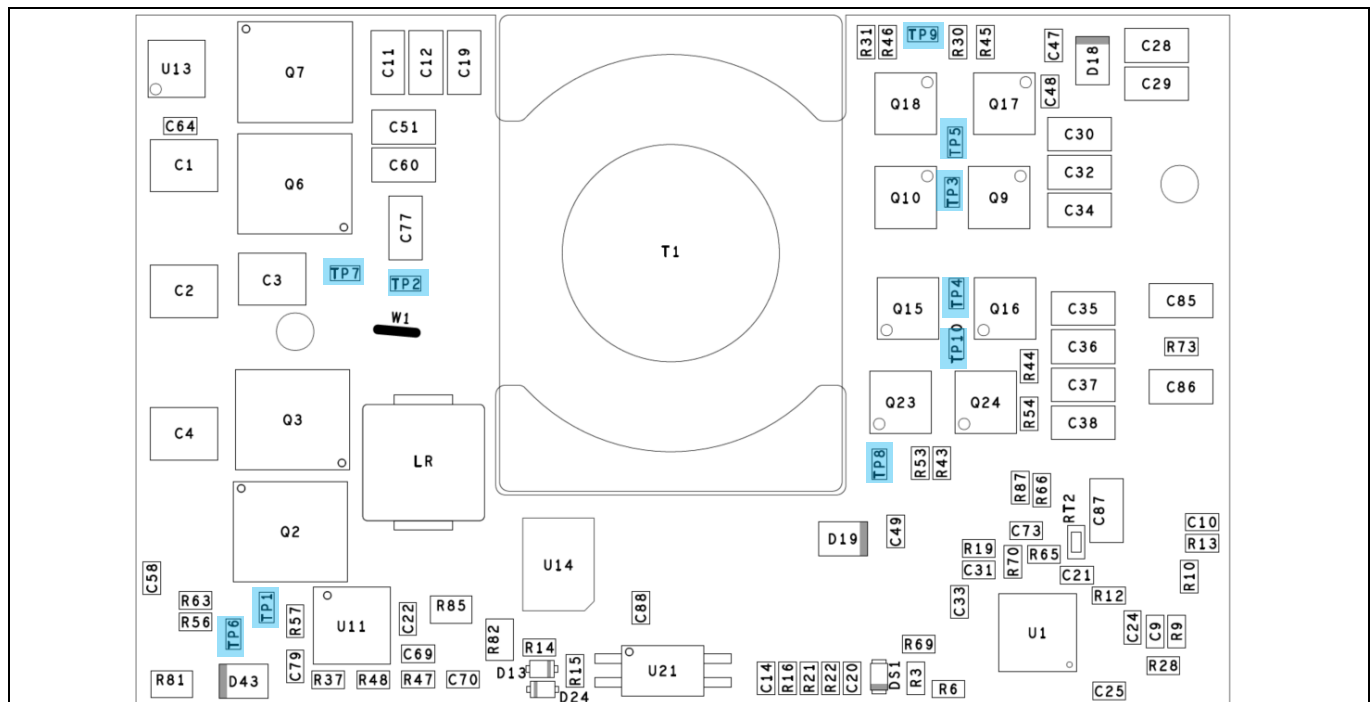 R31 R46 TP9 R30 R45 C47 D18 C28
U13 Q7 C11 C12 C19
C29
Q18 Q17 C48
C64 C51 TP5 C30
C1 C60 C32
Q6 Q10 TP3 Q9
C34
C77
T1
TP7 TP2
C2 C3 Q15 TP4 Q16 C35 C85
W1
TP10 C36 R73
R44
C37 C86
Q23 Q24 R54
C4 Q3 C38
LR TP8 R53 R43
R87 R66 RT2 C87
Q2 D19 C49 C73 C10
R19 R65 R13
U14 C31 R70 C21 R10
C58 R63 TP1 R57 C22 R85 C88 C33 R12
R56 TP6 U11 U1 C24 C9 R9
R82 R14 R69
C79 C69 R28
R81 D43 R37 R48 R47 C70 D13 R15 U21 C14 R16 R21 R22 C20 DS1 R3 R6 C25
D24